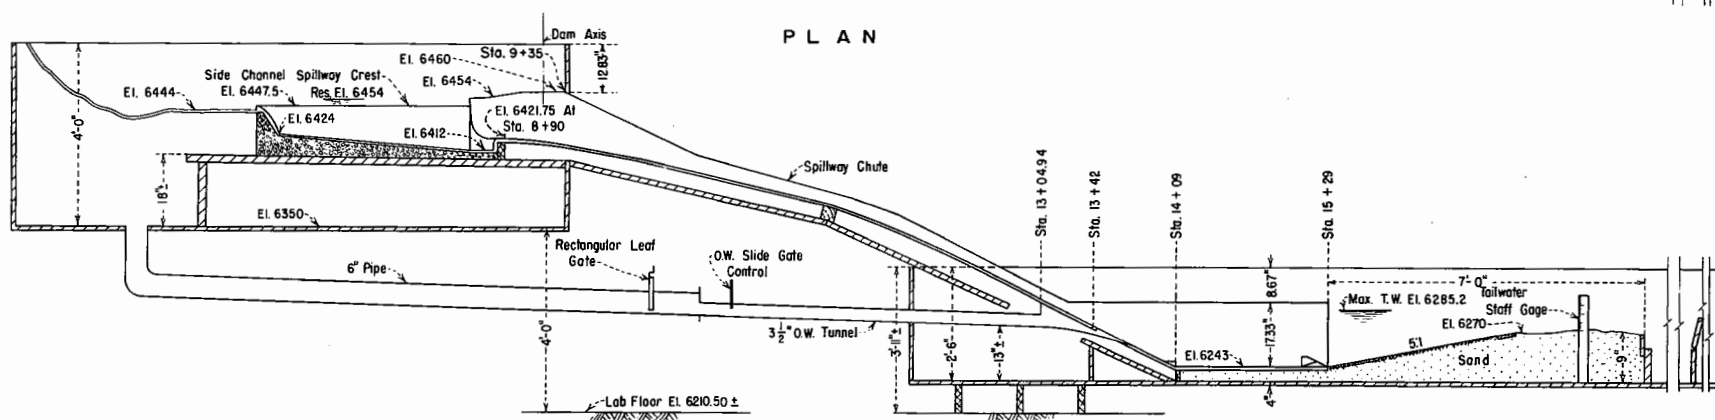 PLAN
Dam Axis
Sta. 9+35
El. 6460
12.83"
El. 6454
Side Channel Spillway Crest
El. 6447.5
Res. El. 6454
El. 6444
El. 6421.75 At
Sta. 8+90
El. 6424
El. 6412
4'-0"
Spillway Chute
18"±
El. 6350
Sta. 13+04.94
Sta. 13+42
Sta. 14+09
Sta. 15+29
Rectangular Leaf
Gate
O.W. Slide Gate
Control
6" Pipe
8.67"
7'-0"
Max. T.W. El. 6285.2
Tailwater
Staff Gage
El. 6270
3 1/2" O.W. Tunnel
4'-0"
3'-11"±
2'-6"
13"±
El. 6243
17.33"
5:1
Sand
9"
4"
Lab Floor El. 6210.50 ±